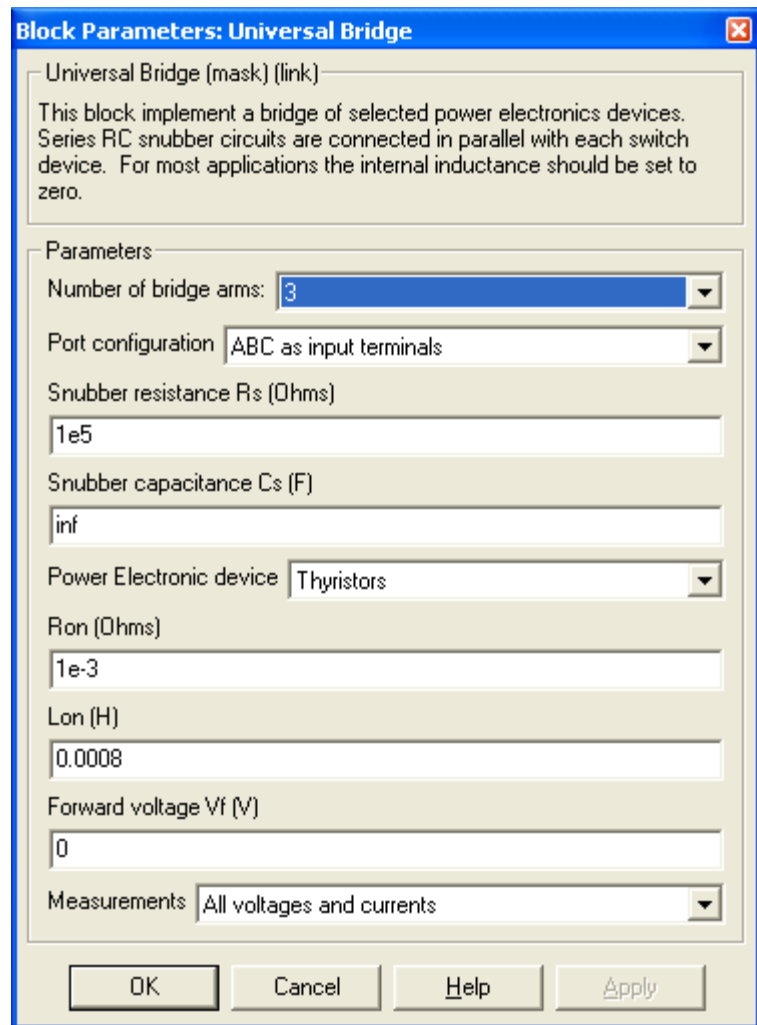 Block Parameters: Universal Bridge
Universal Bridge (mask) (link)
This block implement a bridge of selected power electronics devices.
Series RC snubber circuits are connected in parallel with each switch
device.  For most applications the internal inductance should be set to
zero.
Parameters
Number of bridge arms: 3
Port configuration ABC as input terminals
Snubber resistance Rs (Ohms)
1e5
Snubber capacitance Cs (F)
inf
Power Electronic device Thyristors
Ron (Ohms)
1e-3
Lon (H)
0.0008
Forward voltage Vf (V)
0
Measurements All voltages and currents
OK Cancel Help Apply